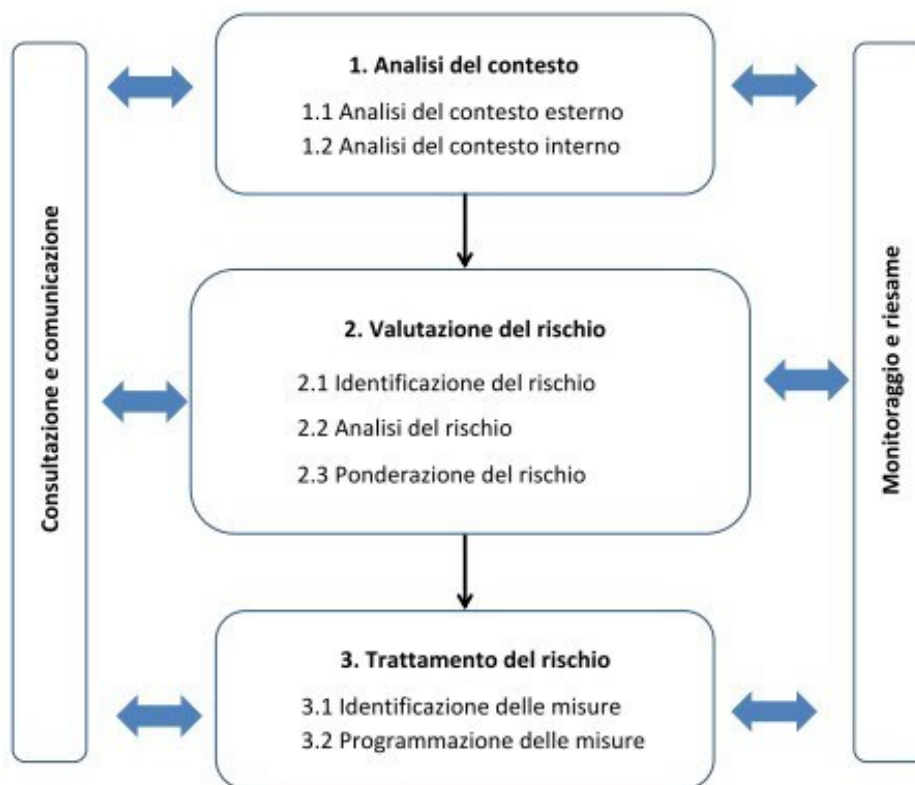 Consultazione e comunicazione
1. Analisi del contesto
1.1 Analisi del contesto esterno
1.2 Analisi del contesto interno
2. Valutazione del rischio
2.1 Identificazione del rischio
2.2 Analisi del rischio
2.3 Ponderazione del rischio
3. Trattamento del rischio
3.1 Identificazione delle misure
3.2 Programmazione delle misure
Monitoraggio e riesame